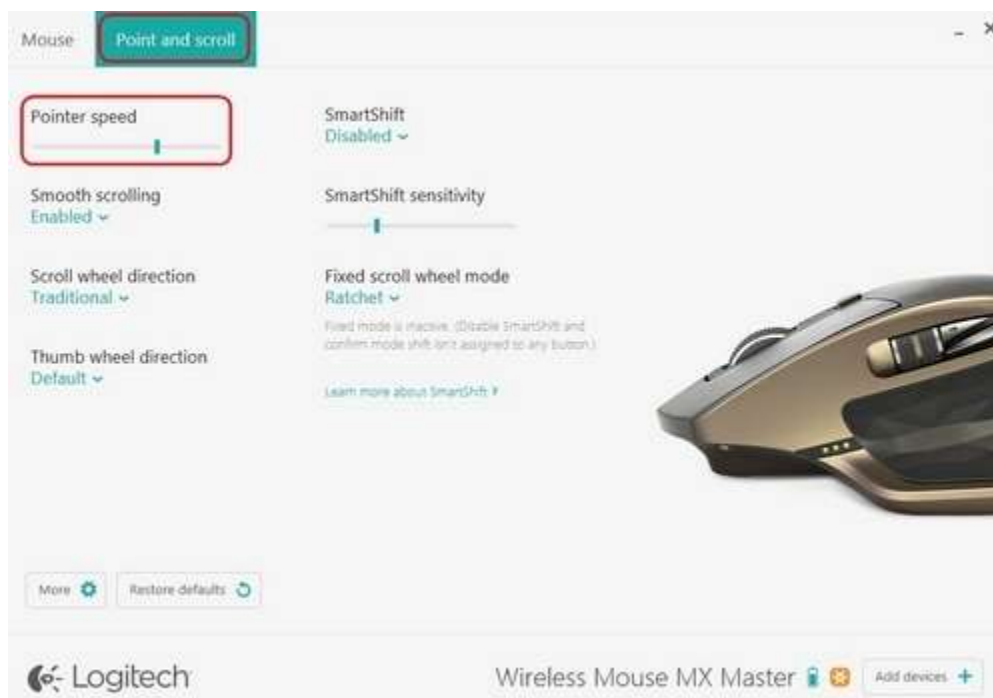 Mouse
Point and scroll
Pointer speed
Smooth scrolling
Enabled
Scroll wheel direction
Traditional
Thumb wheel direction
Default
SmartShift
Disabled
SmartShift sensitivity
Fixed scroll wheel mode
Ratchet
Fixed mode is inactive. (Disable SmartShift and
confirm mode shift isn't assigned to any button.)
Learn more about SmartShift
More
Restore defaults
Logitech
Wireless Mouse MX Master
Add devices